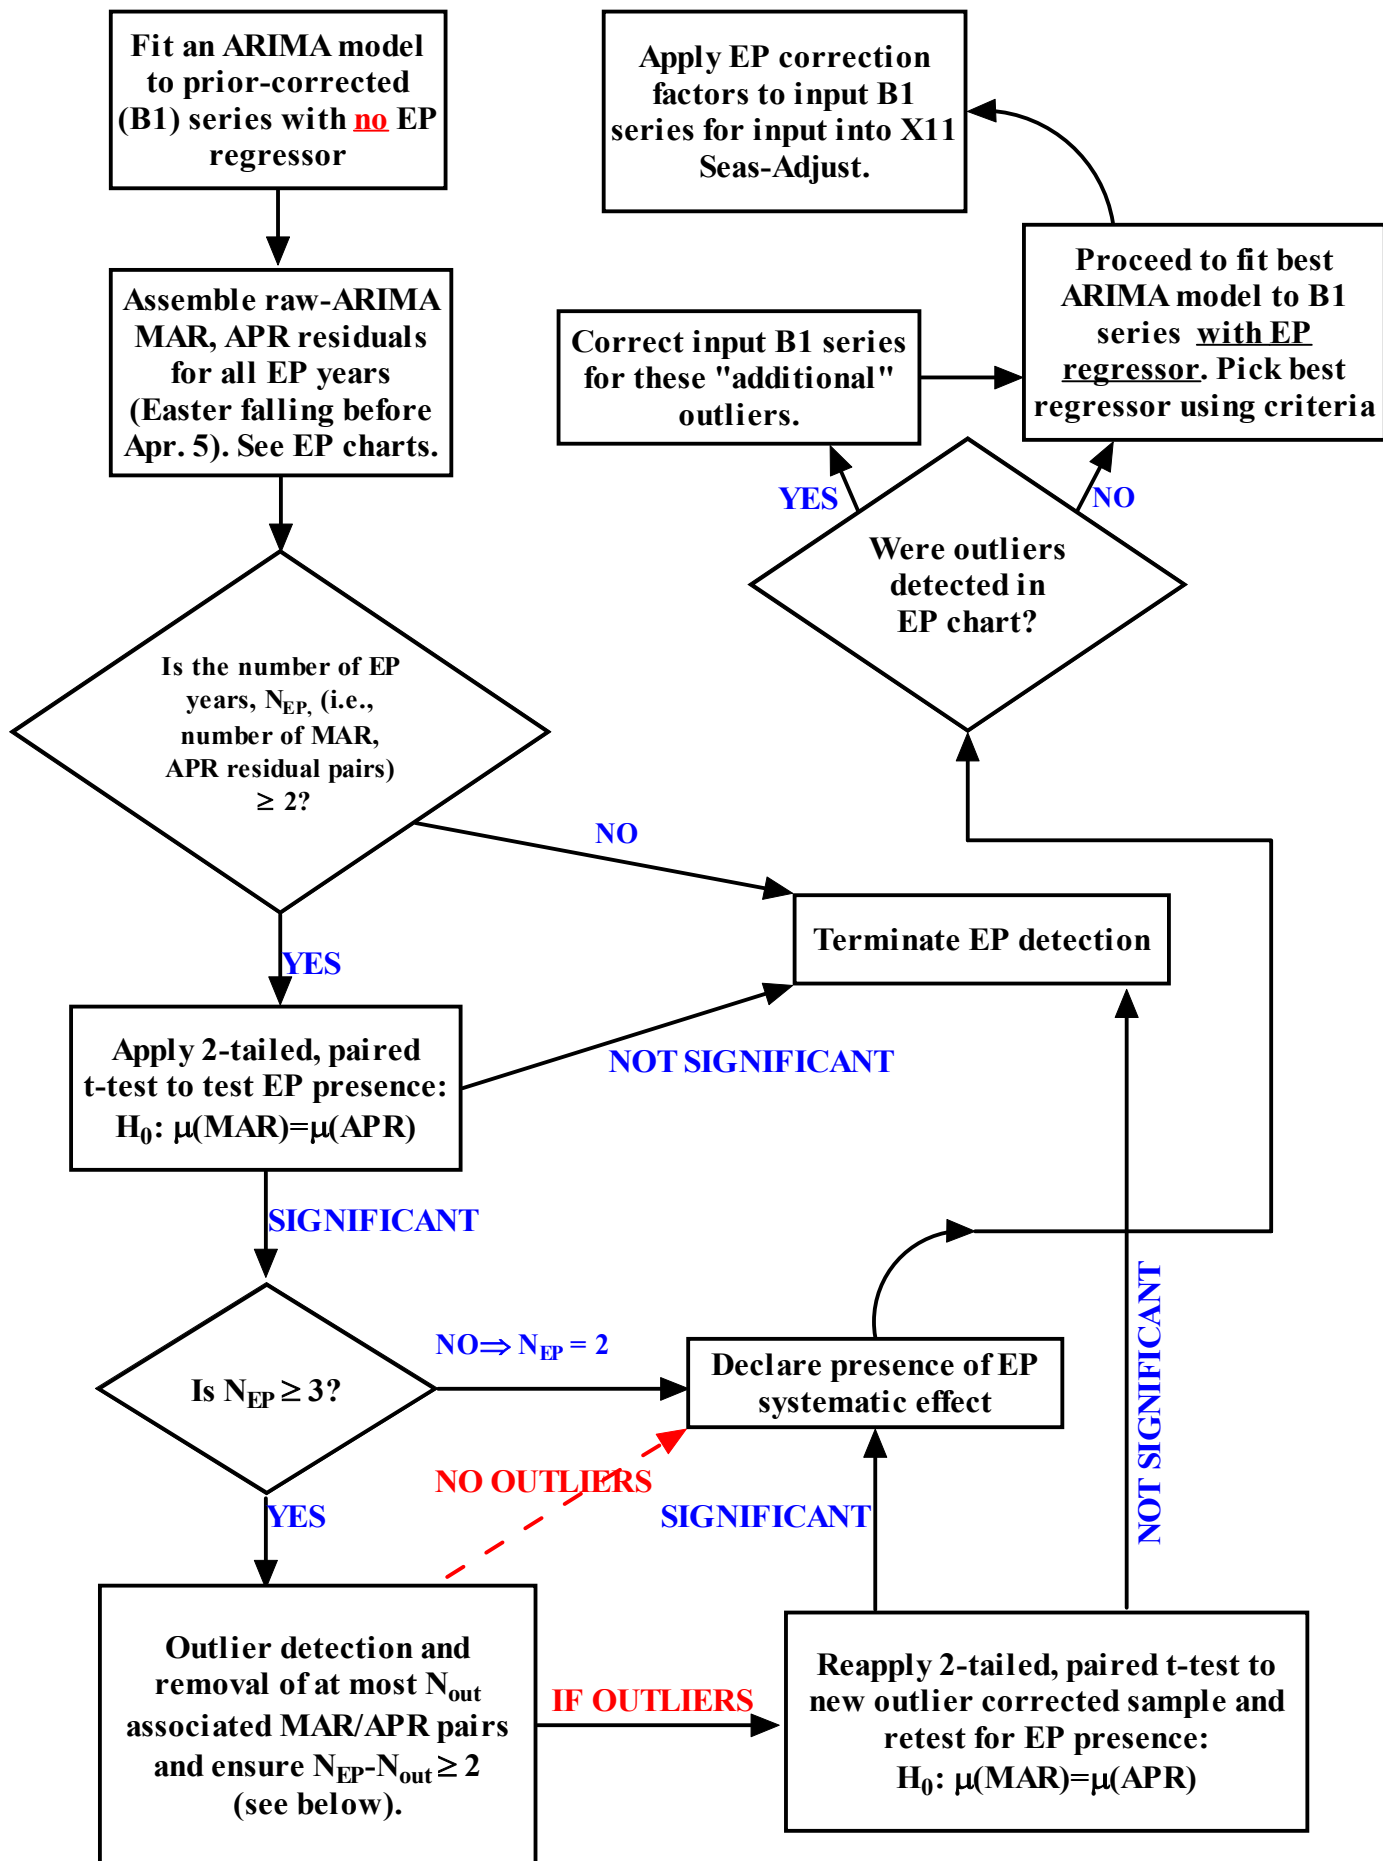 Fit an ARIMA model
to prior-corrected
(B1) series with no EP
regressor
Assemble raw-ARIMA
MAR, APR residuals
for all EP years
(Easter falling before
Apr. 5). See EP charts.
Is the number of EP
years, N_EP, (i.e.,
number of MAR,
APR residual pairs)
≥ 2?
NO
YES
Apply 2-tailed, paired
t-test to test EP presence:
H₀: μ(MAR)=μ(APR)
NOT SIGNIFICANT
SIGNIFICANT
Is N_EP ≥ 3?
NO⇒ N_EP = 2
YES
NO OUTLIERS
Outlier detection and
removal of at most N_out
associated MAR/APR pairs
and ensure N_EP-N_out ≥ 2
(see below).
IF OUTLIERS
Reapply 2-tailed, paired t-test to
new outlier corrected sample and
retest for EP presence:
H₀: μ(MAR)=μ(APR)
SIGNIFICANT
NOT SIGNIFICANT
Declare presence of EP
systematic effect
Terminate EP detection
Were outliers
detected in
EP chart?
YES
NO
Correct input B1 series
for these "additional"
outliers.
Proceed to fit best
ARIMA model to B1
series with EP
regressor. Pick best
regressor using criteria
Apply EP correction
factors to input B1
series for input into X11
Seas-Adjust.